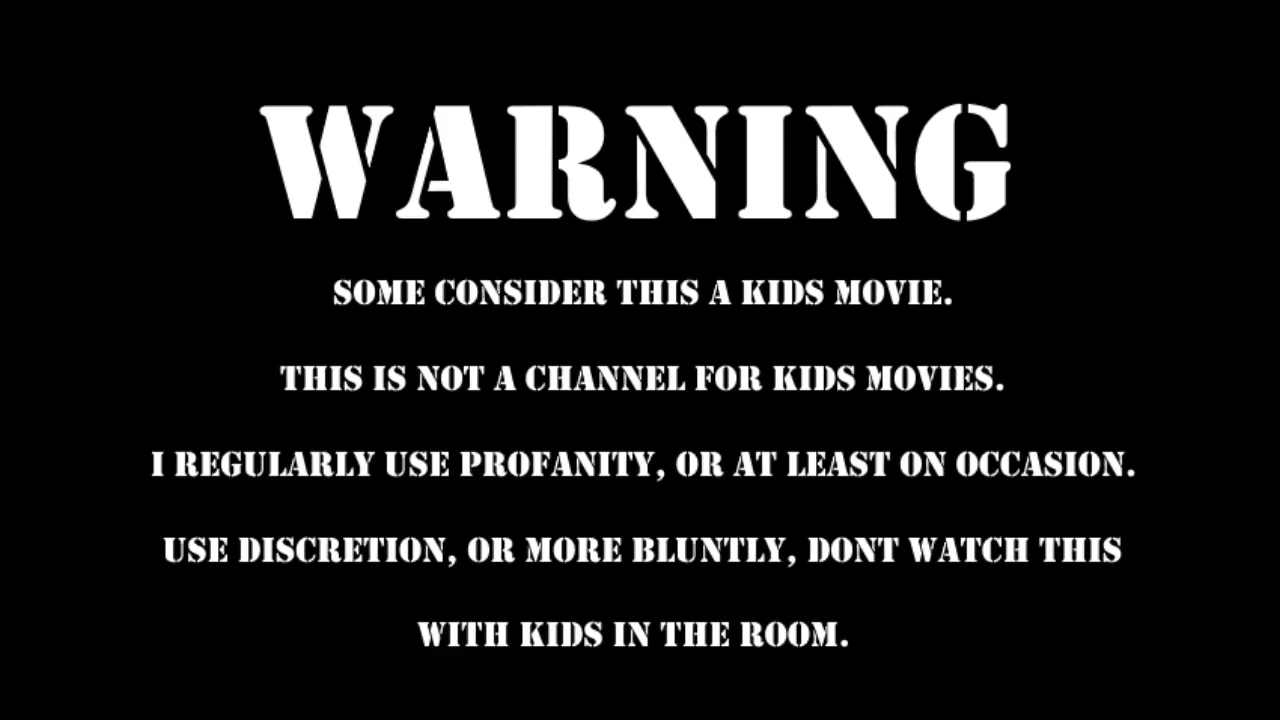 WARNING
SOME CONSIDER THIS A KIDS MOVIE.
THIS IS NOT A CHANNEL FOR KIDS MOVIES.
I REGULARLY USE PROFANITY, OR AT LEAST ON OCCASION.
USE DISCRETION, OR MORE BLUNTLY, DONT WATCH THIS
WITH KIDS IN THE ROOM.